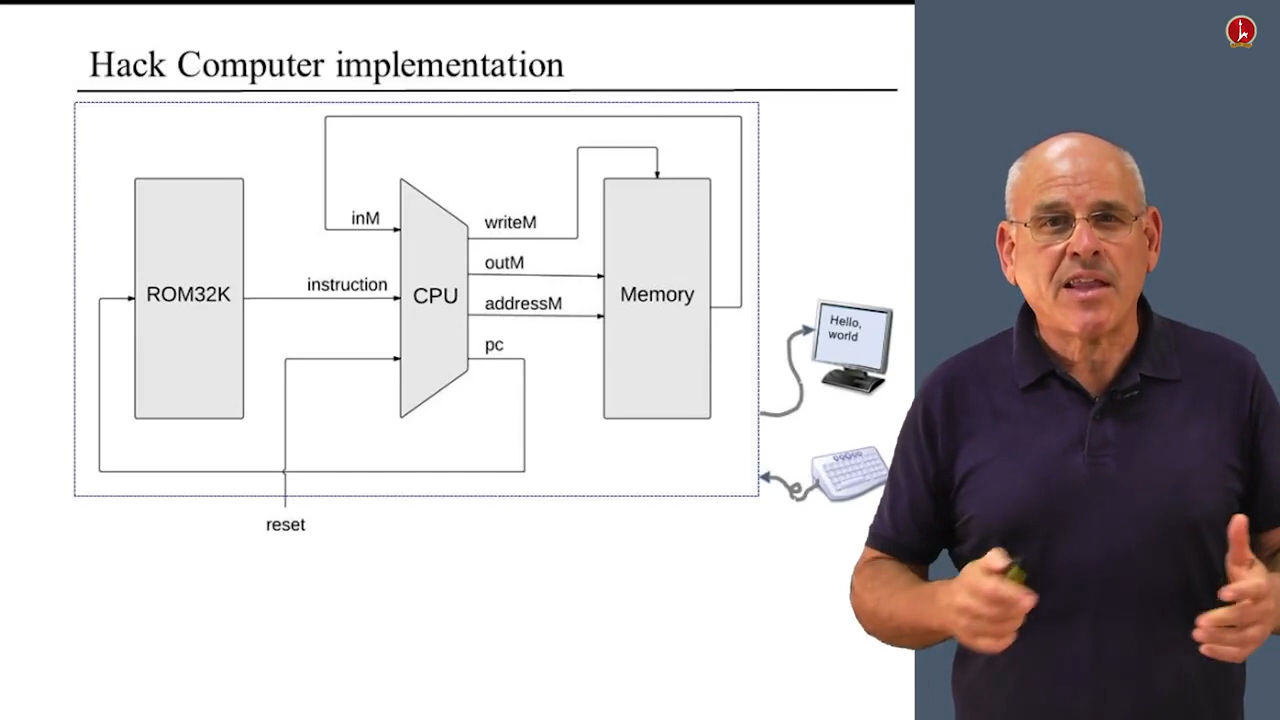 Hack Computer implementation
inM
writeM
outM
instruction
ROM32K
CPU
Memory
addressM
pc
Hello,
world
reset